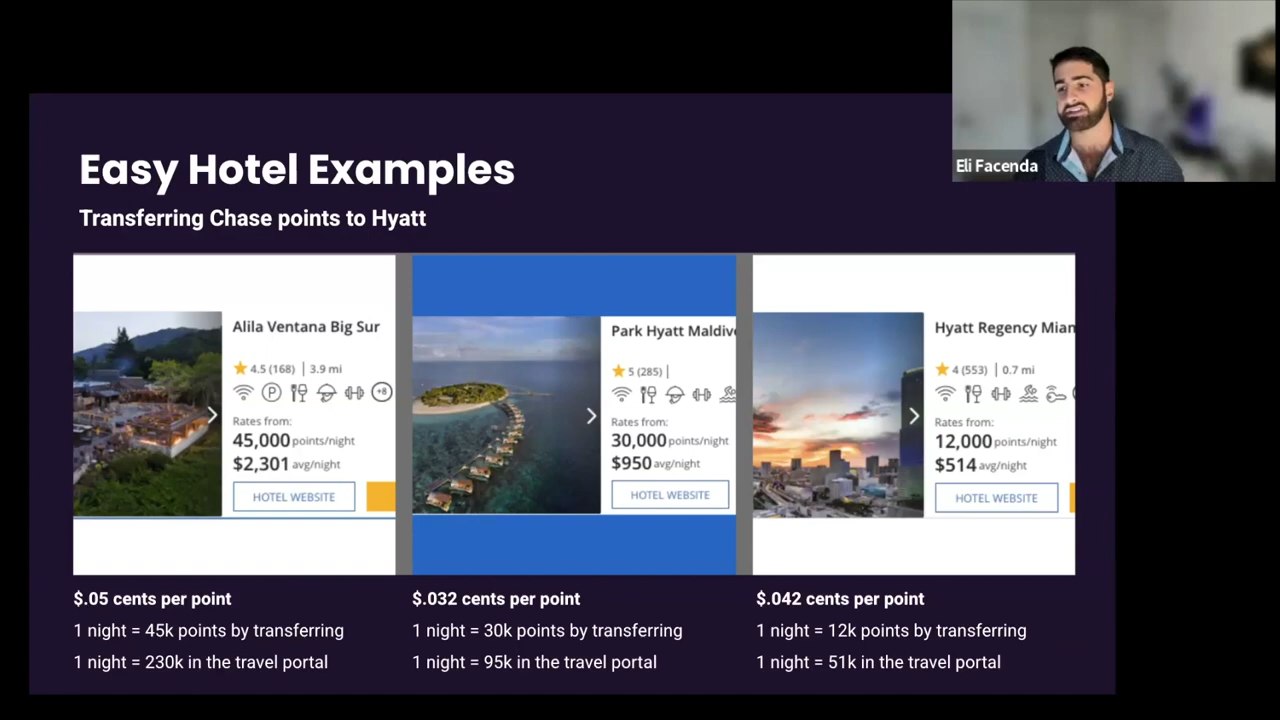 Eli Facenda
Easy Hotel Examples
Transferring Chase points to Hyatt
Alila Ventana Big Sur
4.5 (168) | 3.9 mi
P +8
Rates from:
45,000 points/night
$2,301 avg/night
HOTEL WEBSITE
Park Hyatt Maldiv
5 (285) |
Rates from:
30,000 points/night
$950 avg/night
HOTEL WEBSITE
Hyatt Regency Mian
4 (553) | 0.7 mi
Rates from:
12,000 points/night
$514 avg/night
HOTEL WEBSITE
$.05 cents per point
1 night = 45k points by transferring
1 night = 230k in the travel portal
$.032 cents per point
1 night = 30k points by transferring
1 night = 95k in the travel portal
$.042 cents per point
1 night = 12k points by transferring
1 night = 51k in the travel portal